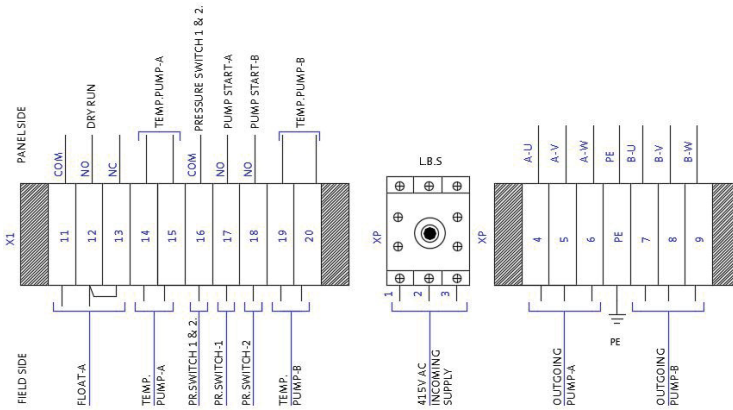 PANEL SIDE
COM
NO
NC
DRY RUN
TEMP.PUMP-A
COM
PRESSURE SWITCH 1 & 2.
NO
PUMP START-A
NO
PUMP START-B
TEMP.PUMP-B
X1
11
12
13
14
15
16
17
18
19
20
FIELD SIDE
FLOAT-A
TEMP.
PUMP-A
PR.SWITCH 1 & 2.
PR.SWITCH-1
PR.SWITCH-2
TEMP.
PUMP-B
L.B.S
XP
1
2
3
415V AC
INCOMING
SUPPLY
A-U
A-V
A-W
PE
B-U
B-V
B-W
XP
4
5
6
PE
7
8
9
PE
OUTGOING
PUMP-A
OUTGOING
PUMP-B